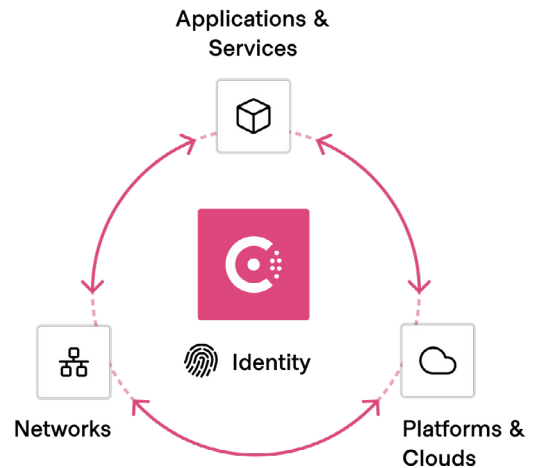 Applications &
Services
Identity
Networks
Platforms &
Clouds